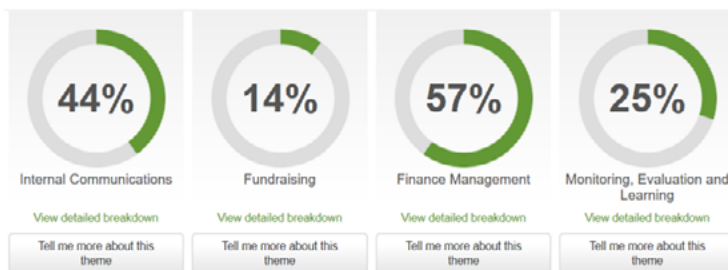 44%
14%
57%
25%
Internal Communications
Fundraising
Finance Management
Monitoring, Evaluation and
Learning
View detailed breakdown
View detailed breakdown
View detailed breakdown
View detailed breakdown
Tell me more about this
theme
Tell me more about this
theme
Tell me more about this
theme
Tell me more about this
theme